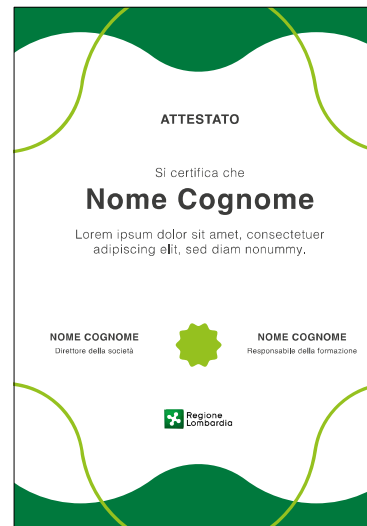 ATTESTATO
Si certifica che
Nome Cognome
Lorem ipsum dolor sit amet, consectetuer
adipiscing elit, sed diam nonummy.
NOME COGNOME
Direttore della società
NOME COGNOME
Responsabile della formazione
Regione
Lombardia